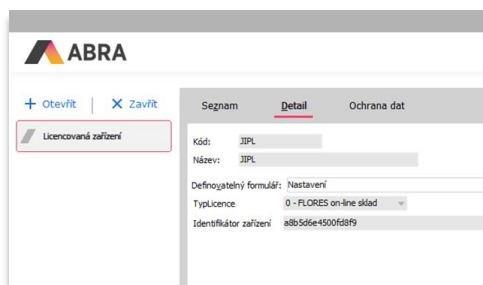 ABRA
+ Otevřít | X Zavřít
Licencovaná zařízení
Seznam Detail Ochrana dat
Kód: JIPL
Název: JIPL
Definovatelný formulář: Nastavení
TypLicence 0 - FLORES on-line sklad
Identifikátor zařízení a8b5d6e4500fd8f9